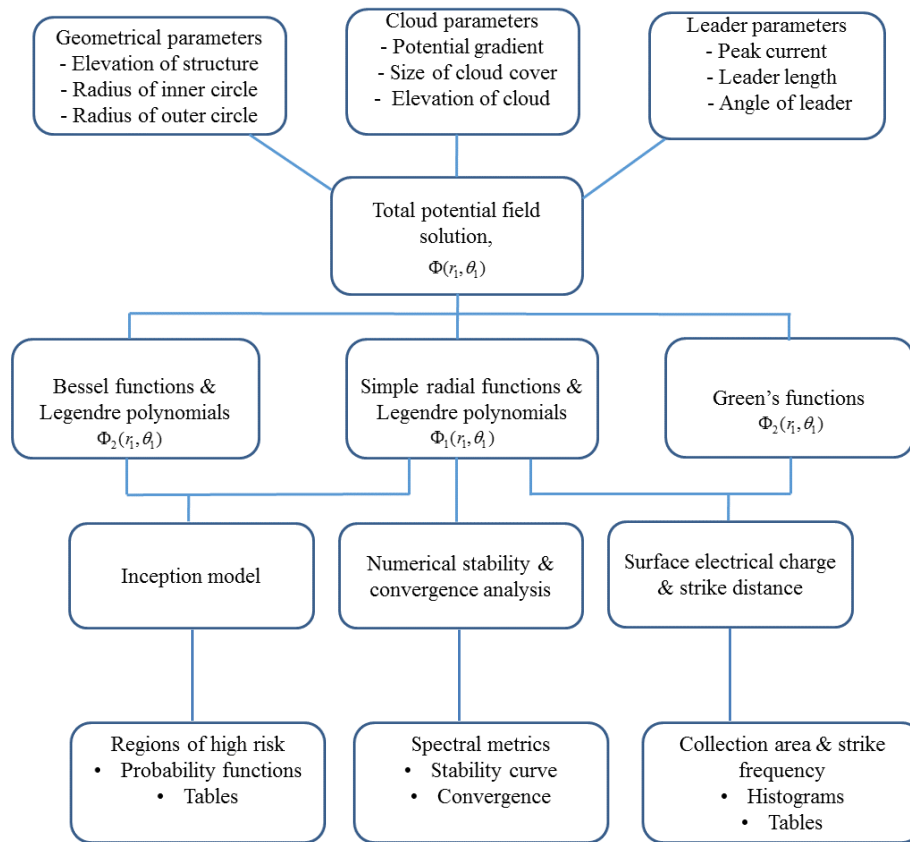 Geometrical parameters
- Elevation of structure
- Radius of inner circle
- Radius of outer circle
Cloud parameters
- Potential gradient
- Size of cloud cover
- Elevation of cloud
Leader parameters
- Peak current
- Leader length
- Angle of leader
Total potential field
solution,
Φ(r₁, θ₁)
Bessel functions &
Legendre polynomials
Φ₂(r₁, θ₁)
Simple radial functions &
Legendre polynomials
Φ₁(r₁, θ₁)
Green’s functions
Φ₂(r₁, θ₁)
Inception model
Numerical stability &
convergence analysis
Surface electrical charge
& strike distance
Regions of high risk
• Probability functions
• Tables
Spectral metrics
• Stability curve
• Convergence
Collection area & strike
frequency
• Histograms
• Tables